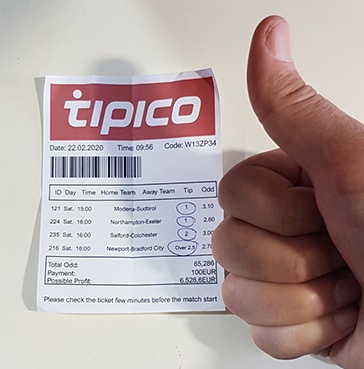 tipico
Date: 22.02.2020 Time: 09:56 Code: W13ZP34
ID Day Time Home Team Away Team Tip Odd
121 Sat. 15:00 Modena-Sudtirol 1 3.10
224 Sat. 16:00 Northampton-Exeter 1 2.60
235 Sat. 16:00 Salford-Colchester 2 3.00
216 Sat. 16:00 Newport-Bradford City Over 2.5 2.70
Total Odd: 65,286
Payment: 100EUR
Possible Profit: 6.528,6EUR
Please check the ticket few minutes before the match start